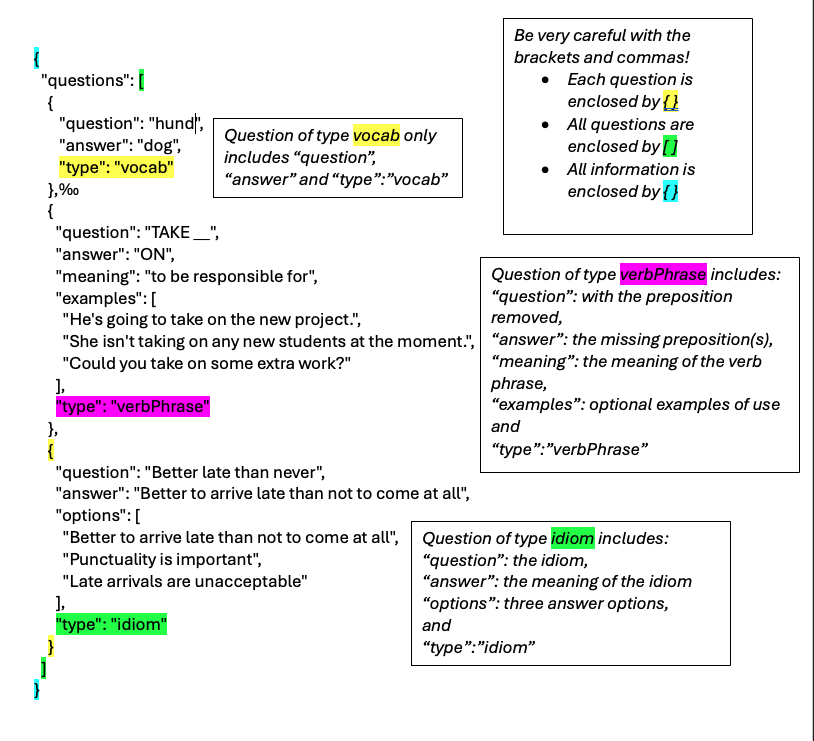 {
"questions": [
{
"question": "hund",
"answer": "dog",
"type": "vocab"
},‰
{
"question": "TAKE __",
"answer": "ON",
"meaning": "to be responsible for",
"examples": [
"He's going to take on the new project.",
"She isn't taking on any new students at the moment.",
"Could you take on some extra work?"
],
"type": "verbPhrase"
},
{
"question": "Better late than never",
"answer": "Better to arrive late than not to come at all",
"options": [
"Better to arrive late than not to come at all",
"Punctuality is important",
"Late arrivals are unacceptable"
],
"type": "idiom"
}
]
}
Be very careful with the
brackets and commas!
• Each question is
enclosed by { }
• All questions are
enclosed by [ ]
• All information is
enclosed by { }
Question of type vocab only
includes “question”,
“answer” and “type”:”vocab”
Question of type verbPhrase includes:
“question”: with the preposition
removed,
“answer”: the missing preposition(s),
“meaning”: the meaning of the verb
phrase,
“examples”: optional examples of use
and
“type”:”verbPhrase”
Question of type idiom includes:
“question”: the idiom,
“answer”: the meaning of the idiom
“options”: three answer options,
and
“type”:”idiom”